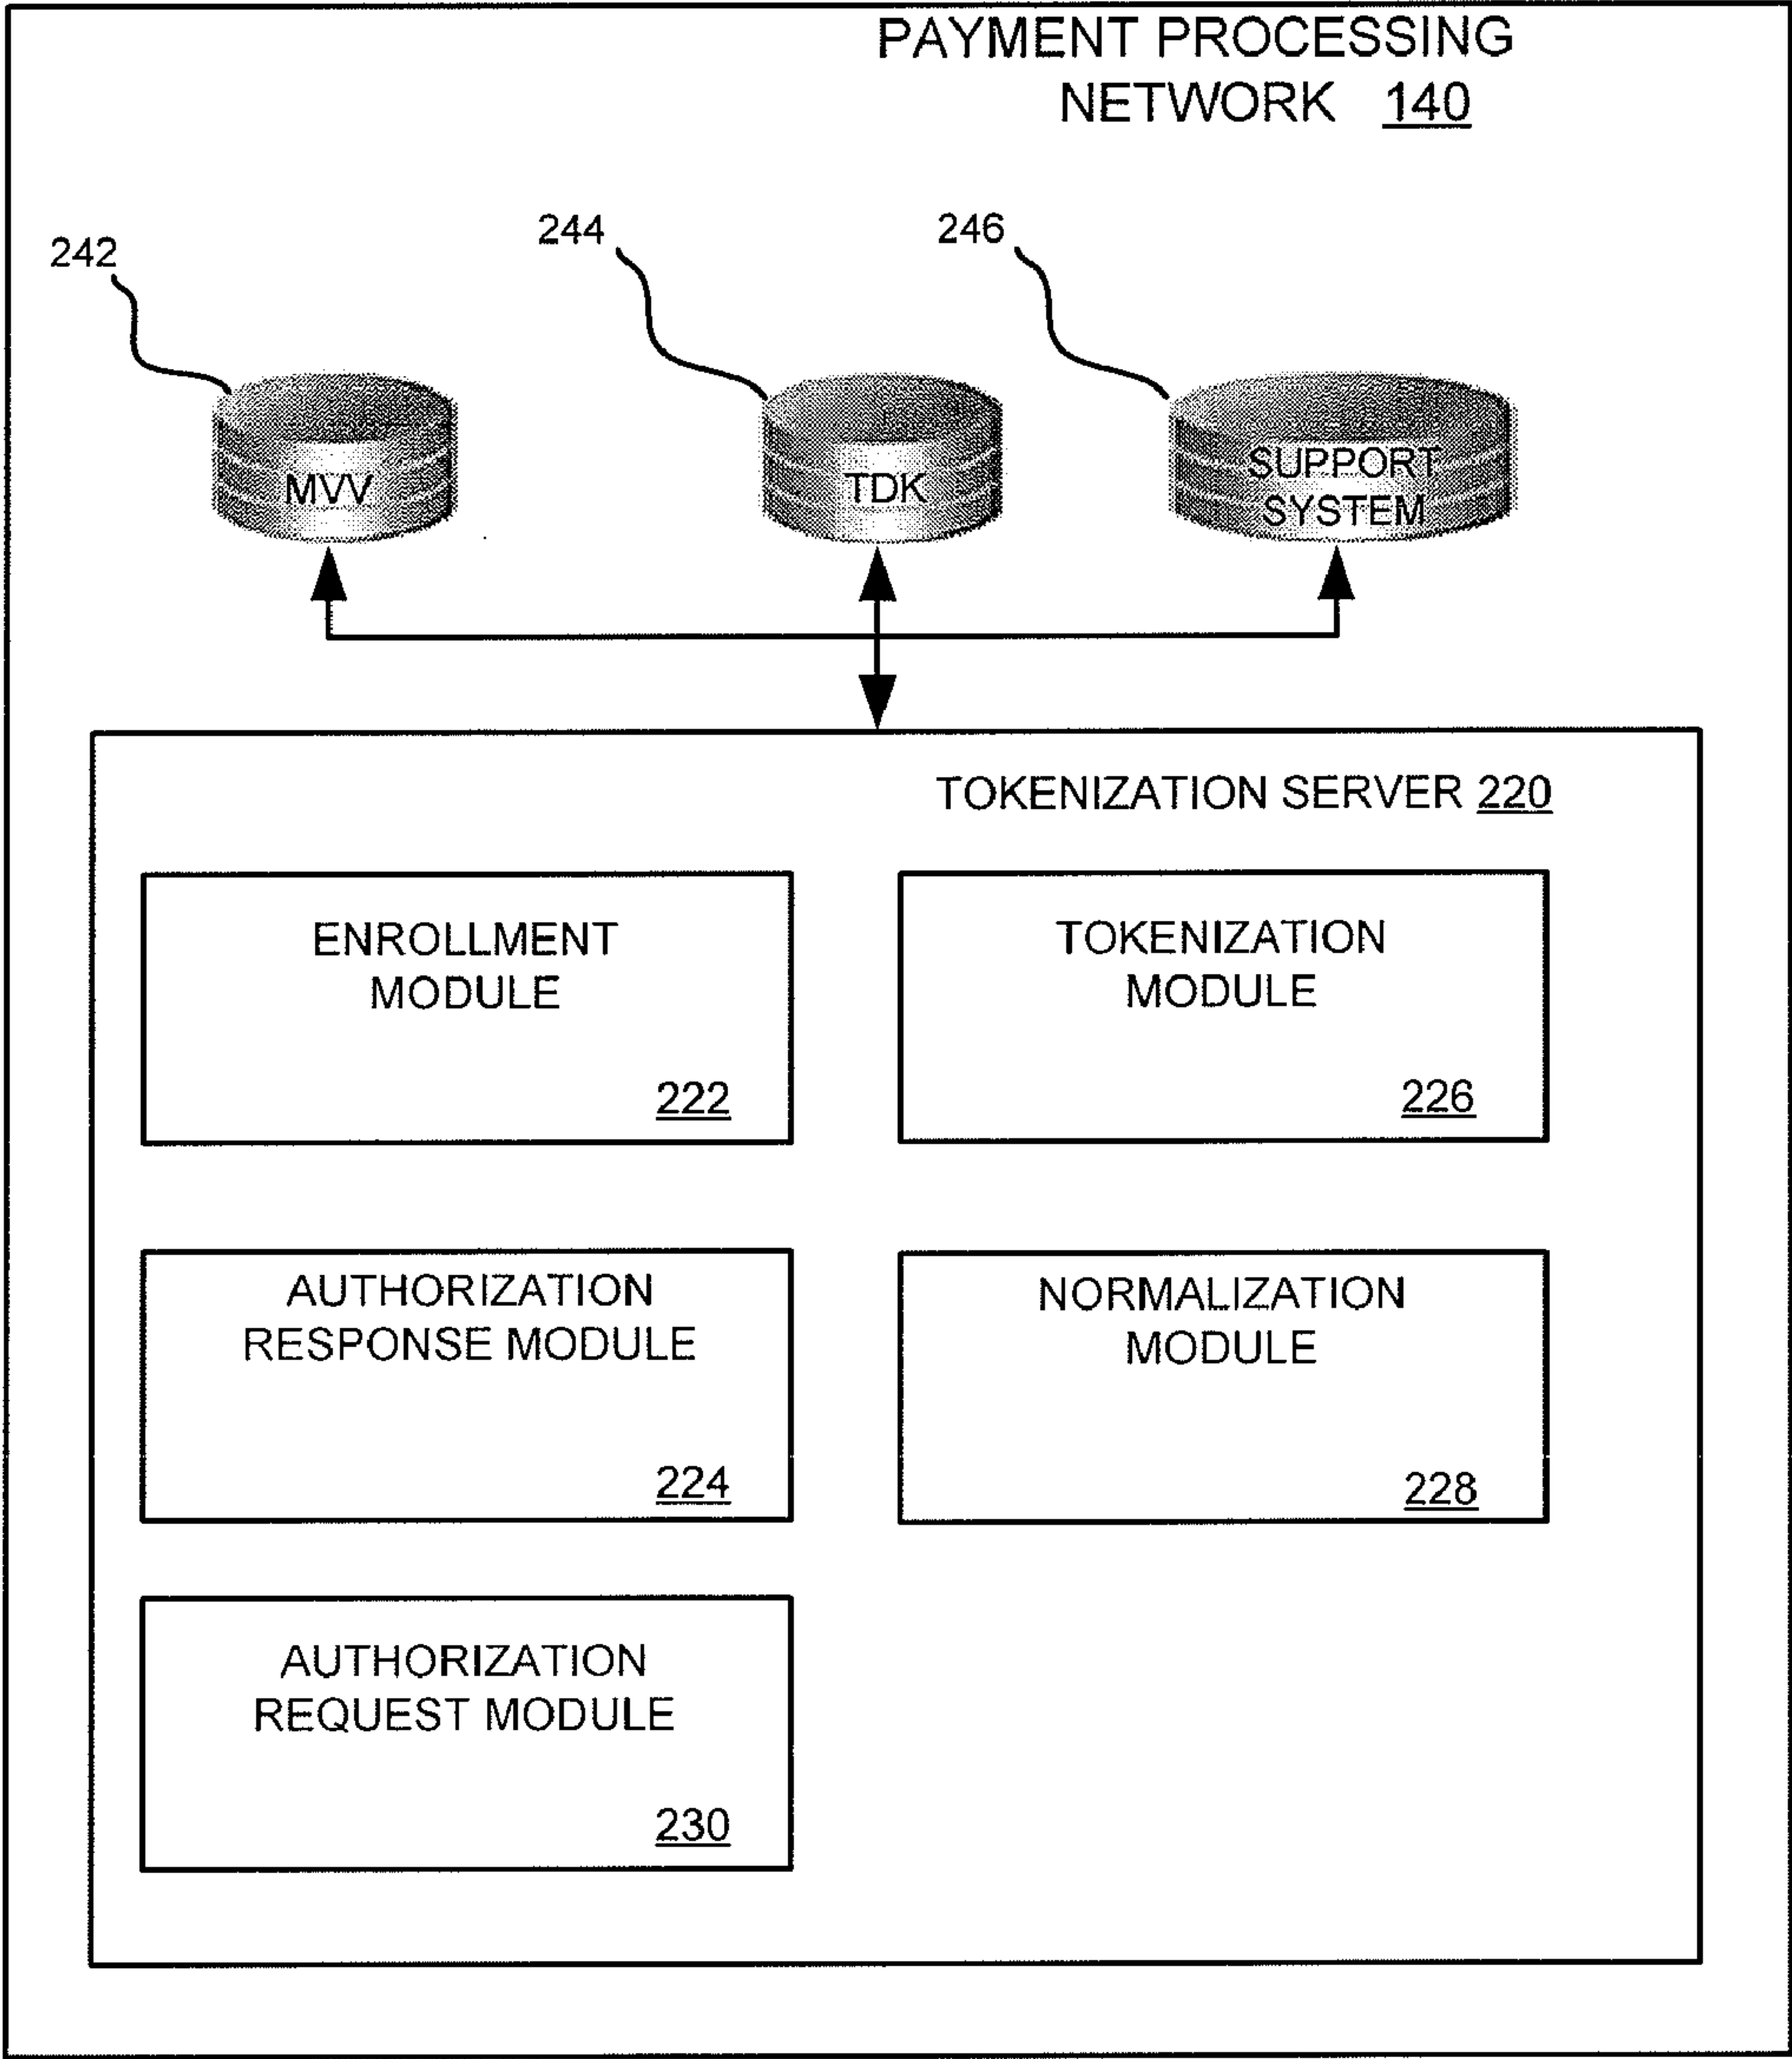 PAYMENT PROCESSING
NETWORK 140
242
244
246
MVV
TDK
SUPPORT
SYSTEM
TOKENIZATION SERVER 220
ENROLLMENT
MODULE
222
TOKENIZATION
MODULE
226
AUTHORIZATION
RESPONSE MODULE
224
NORMALIZATION
MODULE
228
AUTHORIZATION
REQUEST MODULE
230